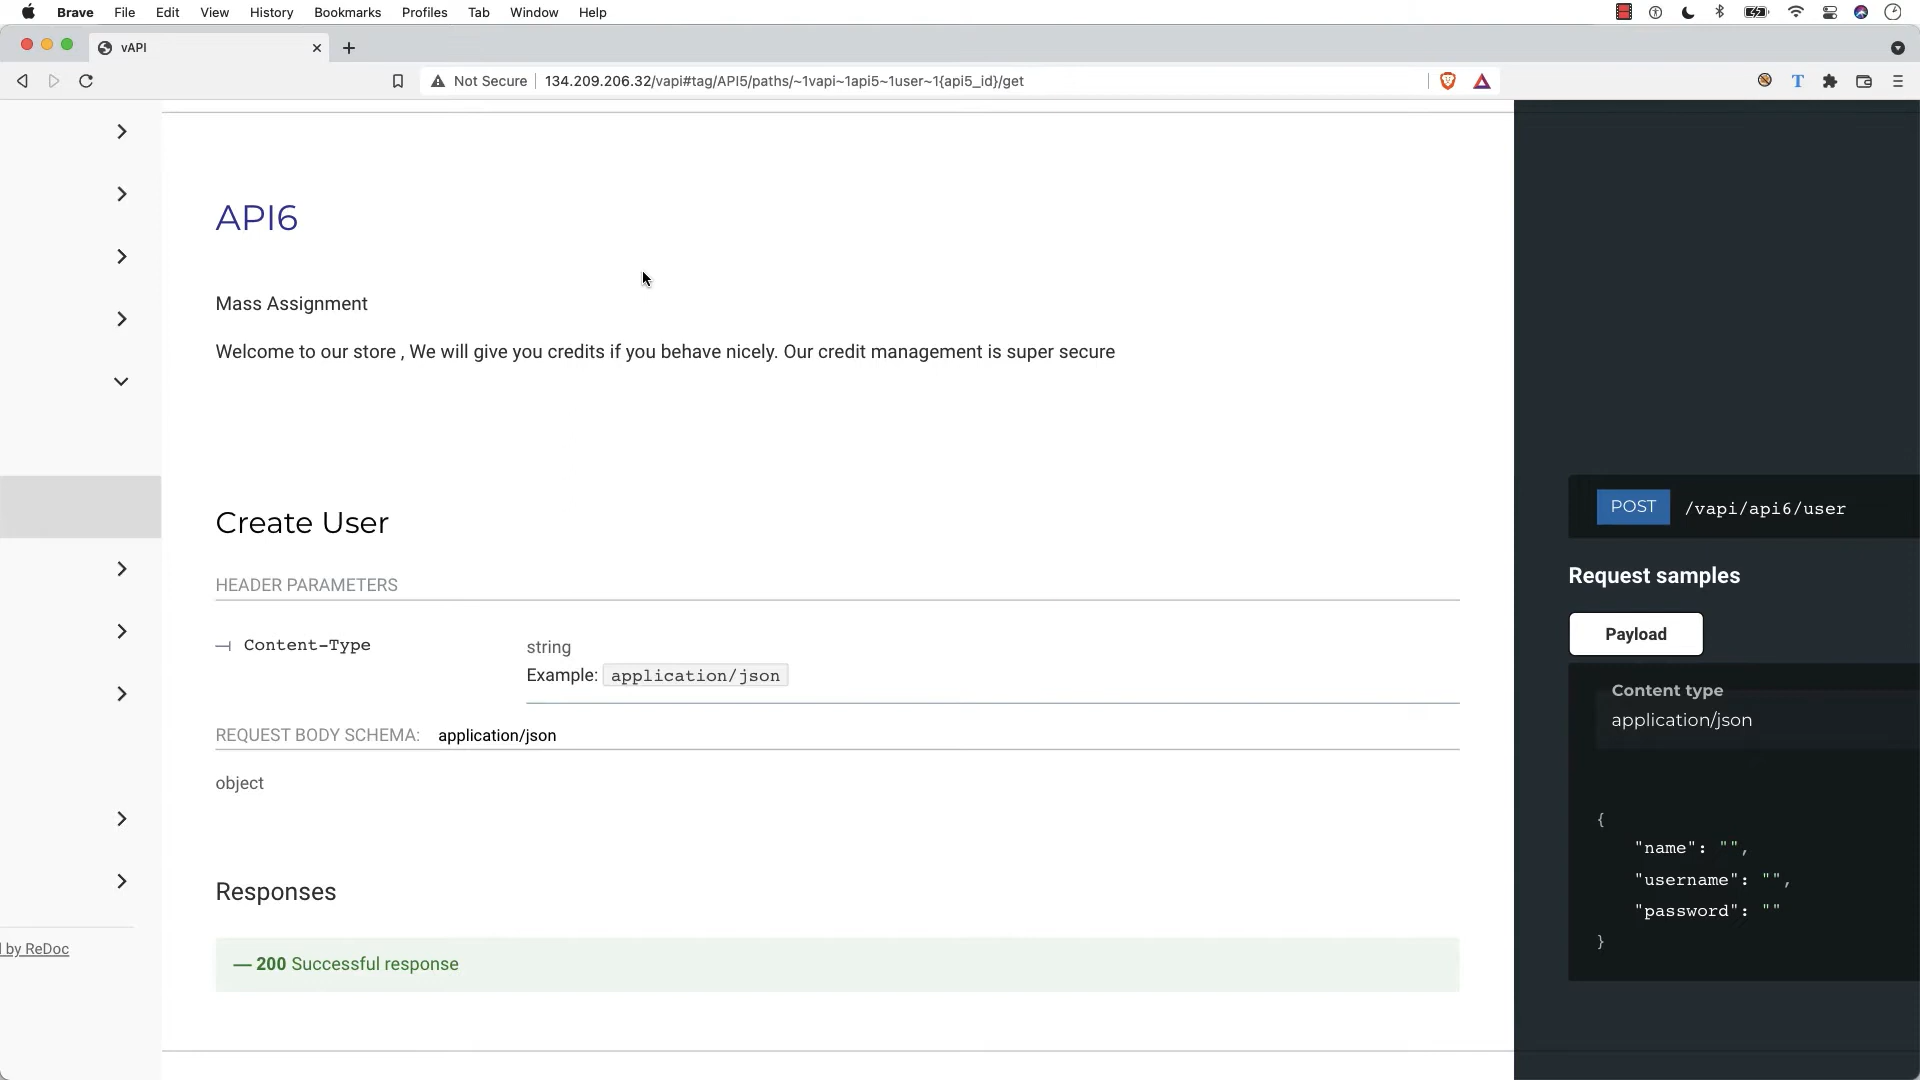 Brave File Edit View History Bookmarks Profiles Tab Window Help
vAPI
Not Secure 134.209.206.32/vapi#tag/API5/paths/~1vapi~1api5~1user~1{api5_id}/get
API6
Mass Assignment
Welcome to our store , We will give you credits if you behave nicely. Our credit management is super secure
Create User
POST /vapi/api6/user
HEADER PARAMETERS
Request samples
Content-Type
string
Payload
Example: application/json
Content type
REQUEST BODY SCHEMA: application/json
application/json
object
{
"name": "",
"username": "",
"password": ""
}
Responses
by ReDoc
— 200 Successful response